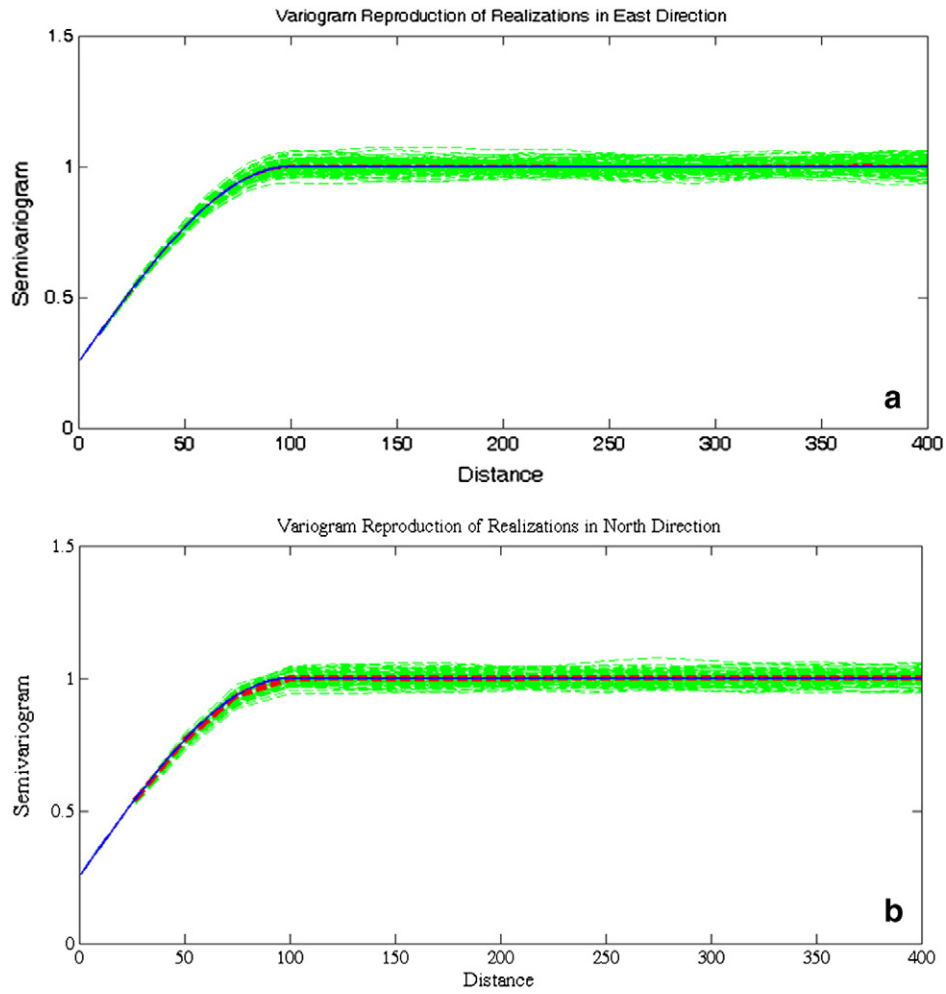 Variogram Reproduction of Realizations in East Direction
1.5
1
0.5
0
Semivariogram
0 50 100 150 200 250 300 350 400
Distance
a
Variogram Reproduction of Realizations in North Direction
1.5
1
0.5
0
Semivariogram
0 50 100 150 200 250 300 350 400
Distance
b